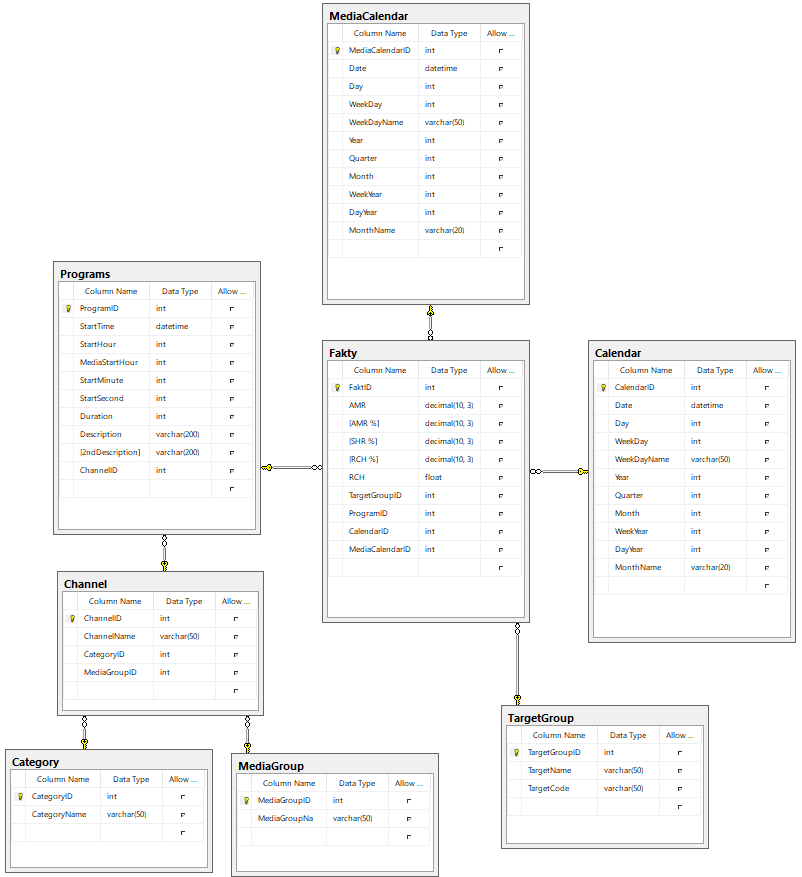 MediaCalendar
Column Name Data Type Allow ...
MediaCalendarID int
Date datetime
Day int
WeekDay int
WeekDayName varchar(50)
Year int
Quarter int
Month int
WeekYear int
DayYear int
MonthName varchar(20)
Programs
Column Name Data Type Allow ...
ProgramID int
StartTime datetime
StartHour int
MediaStartHour int
StartMinute int
StartSecond int
Duration int
Description varchar(200)
[2ndDescription] varchar(200)
ChannelID int
Fakty
Column Name Data Type Allow ...
FaktID int
AMR decimal(10, 3)
[AMR %] decimal(10, 3)
[SHR %] decimal(10, 3)
[RCH %] decimal(10, 3)
RCH float
TargetGroupID int
ProgramID int
CalendarID int
MediaCalendarID int
Calendar
Column Name Data Type Allow ...
CalendarID int
Date datetime
Day int
WeekDay int
WeekDayName varchar(50)
Year int
Quarter int
Month int
WeekYear int
DayYear int
MonthName varchar(20)
Channel
Column Name Data Type Allow ...
ChannelID int
ChannelName varchar(50)
CategoryID int
MediaGroupID int
TargetGroup
Column Name Data Type Allow ...
TargetGroupID int
TargetName varchar(50)
TargetCode varchar(50)
Category
Column Name Data Type Allow ...
CategoryID int
CategoryName varchar(50)
MediaGroup
Column Name Data Type Allow ...
MediaGroupID int
MediaGroupNa varchar(50)